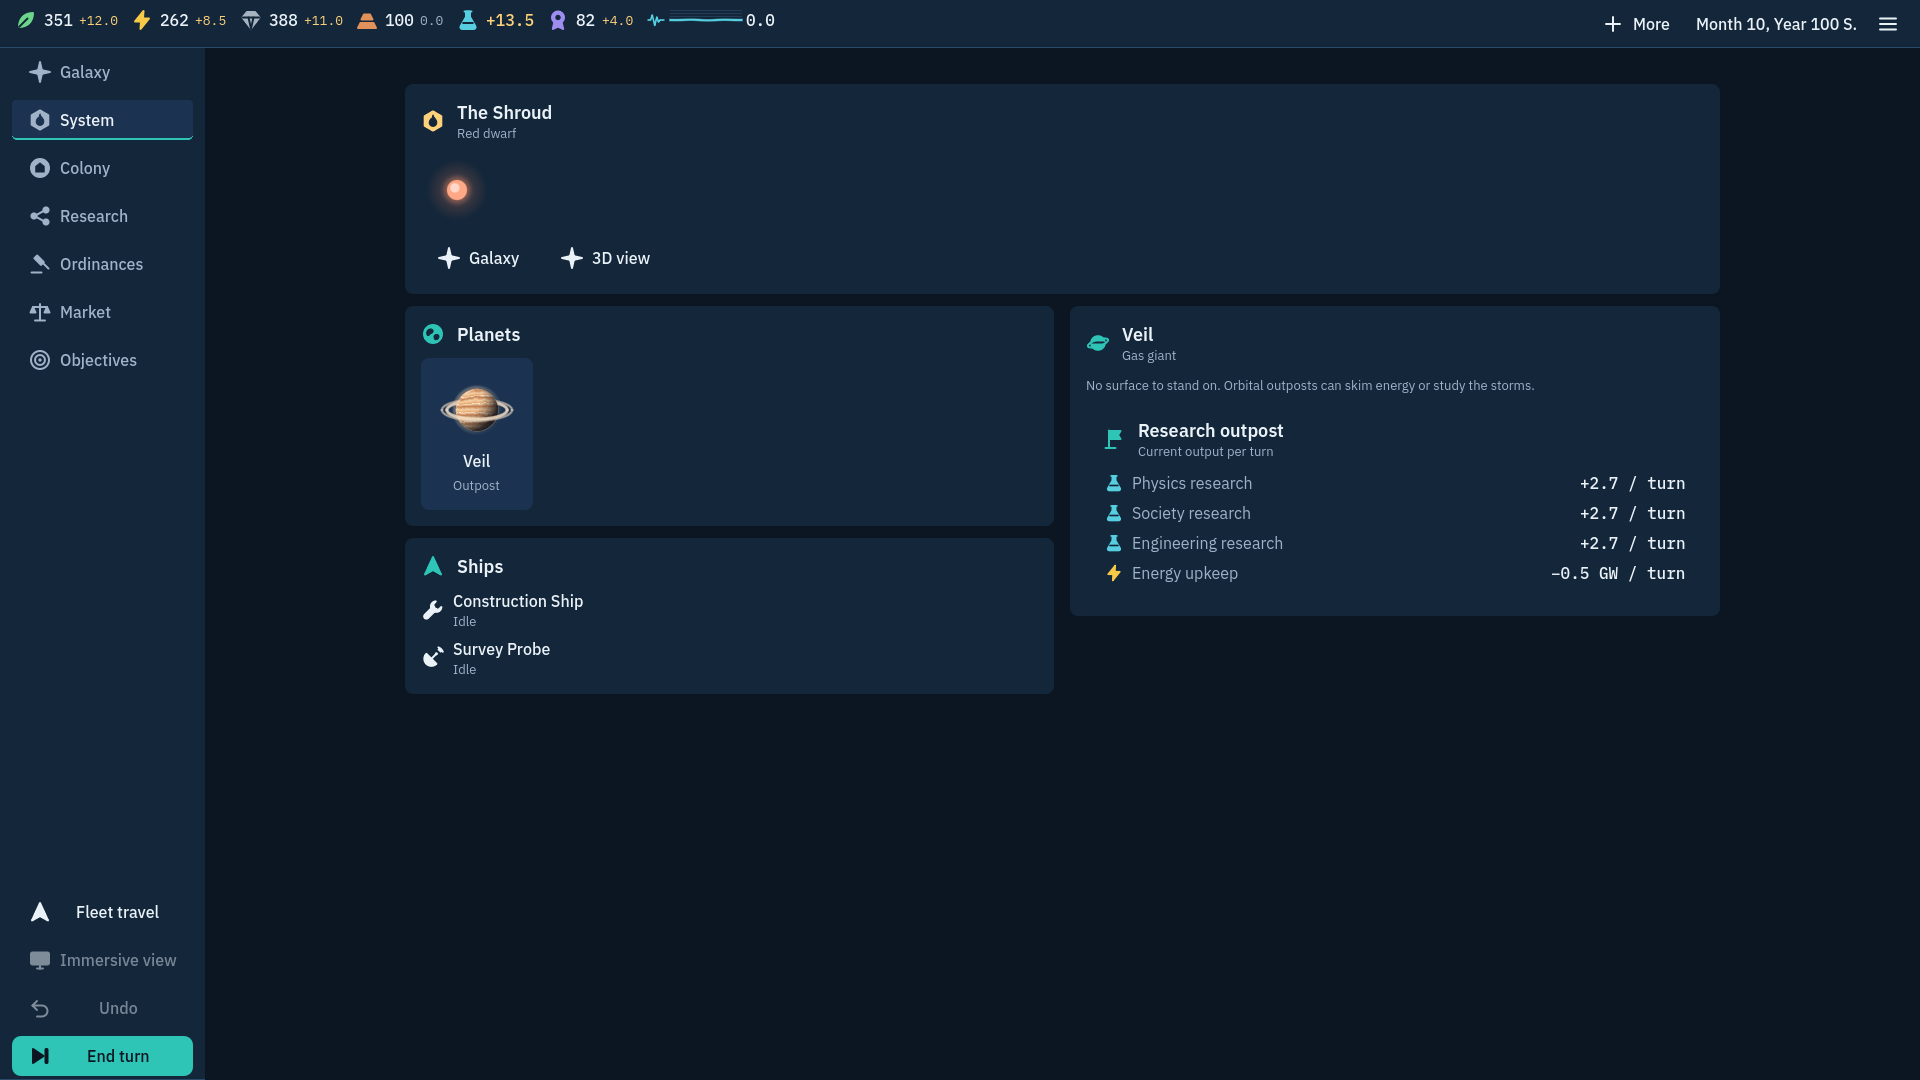 351 +12.0 262 +8.5 388 +11.0 100 0.0 +13.5 82 +4.0 0.0 More Month 10, Year 100 S.
Galaxy
System
Colony
Research
Ordinances
Market
Objectives
Fleet travel
Immersive view
Undo
End turn
The Shroud
Red dwarf
Galaxy 3D view
Planets
Veil
Outpost
Ships
Construction Ship
Idle
Survey Probe
Idle
Veil
Gas giant
No surface to stand on. Orbital outposts can skim energy or study the storms.
Research outpost
Current output per turn
Physics research +2.7 / turn
Society research +2.7 / turn
Engineering research +2.7 / turn
Energy upkeep −0.5 GW / turn